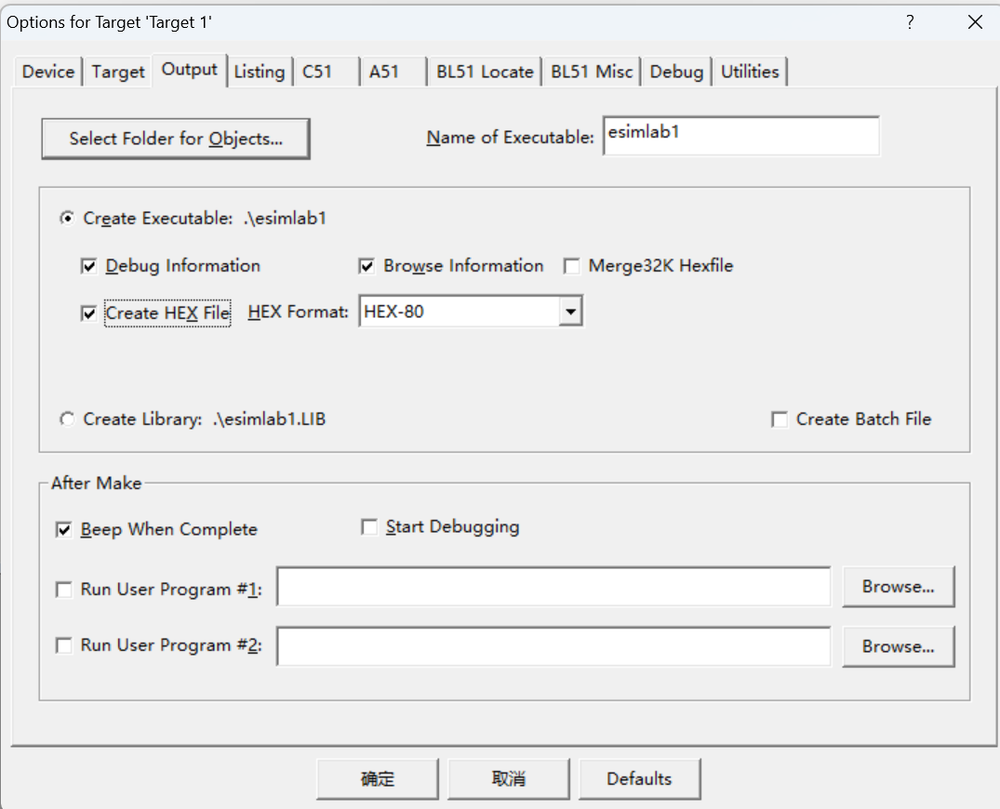 Options for Target 'Target 1'
?
Device Target Output Listing C51 A51 BL51 Locate BL51 Misc Debug Utilities
Select Folder for Objects... Name of Executable: esimlab1
Create Executable: .\esimlab1
Debug Information Browse Information Merge32K Hexfile
Create HEX File HEX Format: HEX-80
Create Library: .\esimlab1.LIB Create Batch File
After Make
Beep When Complete Start Debugging
Run User Program #1: Browse...
Run User Program #2: Browse...
确定 取消 Defaults